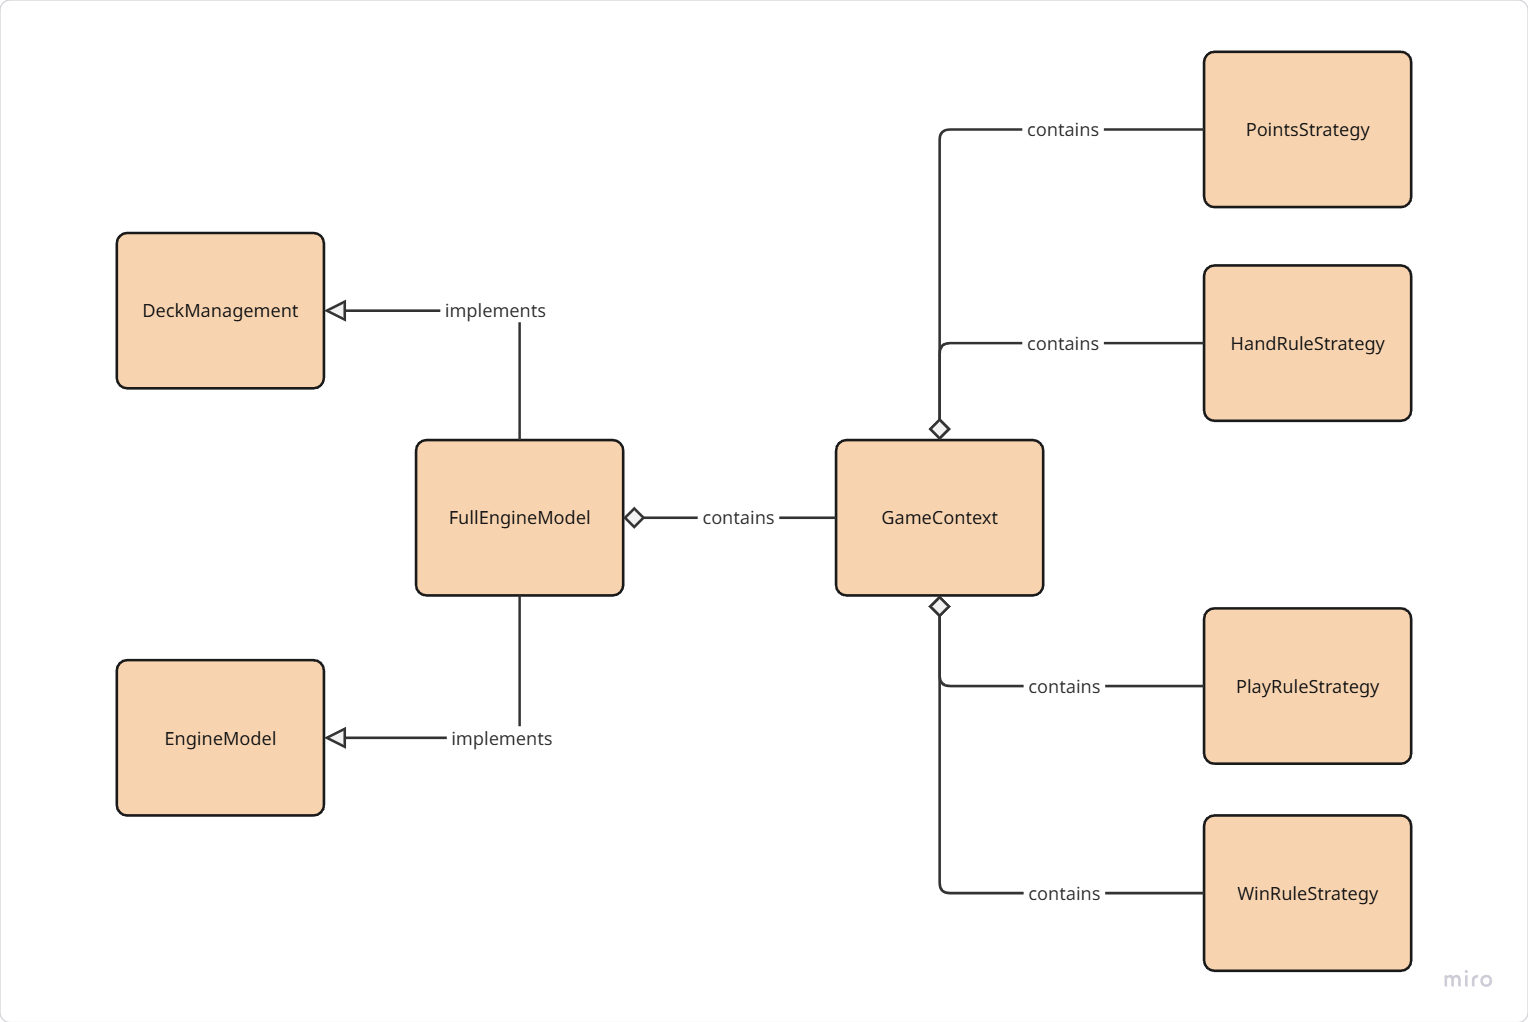 PointsStrategy
contains
HandRuleStrategy
contains
DeckManagement
implements
FullEngineModel
contains
GameContext
PlayRuleStrategy
contains
EngineModel
implements
WinRuleStrategy
contains
miro